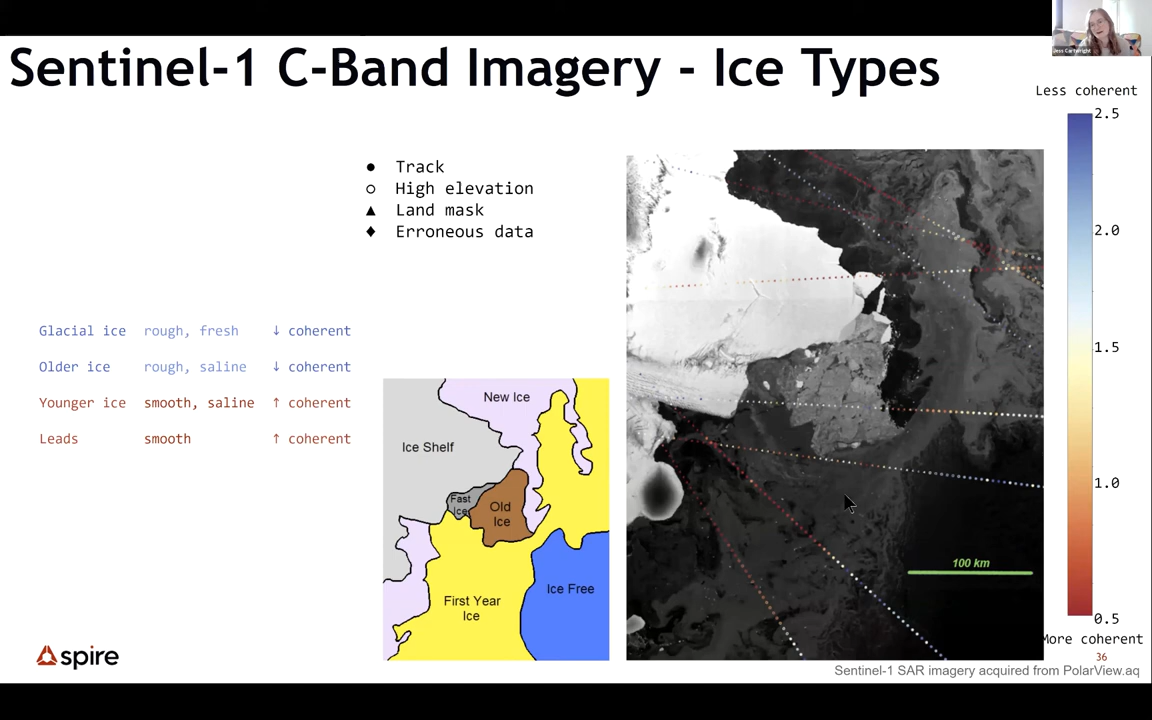 Sentinel-1 C-Band Imagery - Ice Types
Jess Cartwright
Less coherent
2.5
2.0
1.5
1.0
0.5
More coherent
● Track
○ High elevation
▲ Land mask
♦ Erroneous data
Glacial ice rough, fresh ↓ coherent
Older ice rough, saline ↓ coherent
Younger ice smooth, saline ↑ coherent
Leads smooth ↑ coherent
New Ice
Ice Shelf
Fast
Ice
Old
Ice
First Year
Ice
Ice Free
100 km
spire
36
Sentinel-1 SAR imagery acquired from PolarView.aq